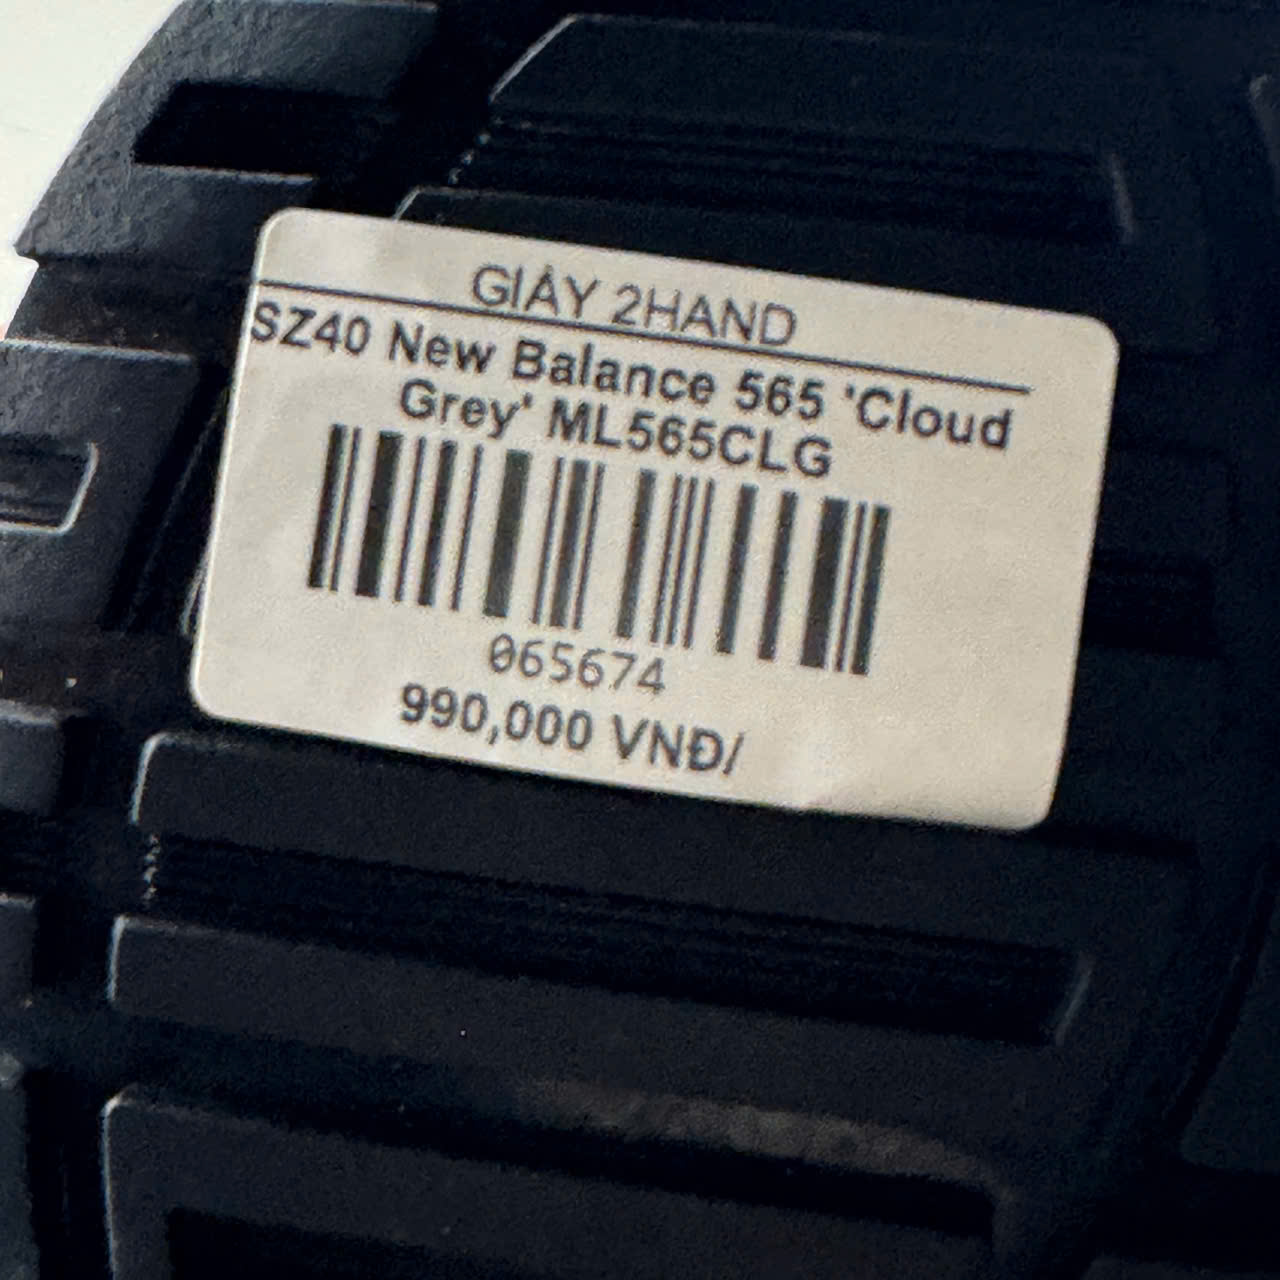 GIÀY 2HAND
SZ40 New Balance 565 'Cloud
Grey' ML565CLG
065674
990,000 VNĐ/